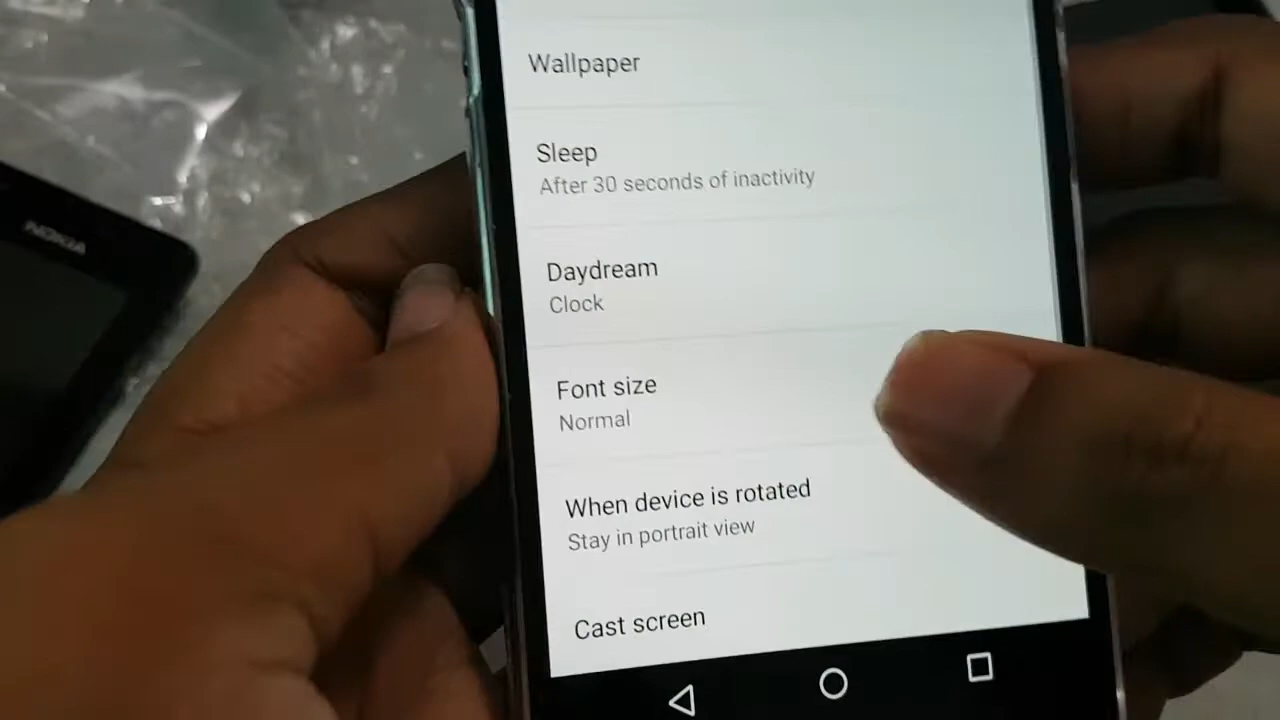 Wallpaper
Sleep
After 30 seconds of inactivity
Daydream
Clock
Font size
Normal
When device is rotated
Stay in portrait view
Cast screen
NOKIA